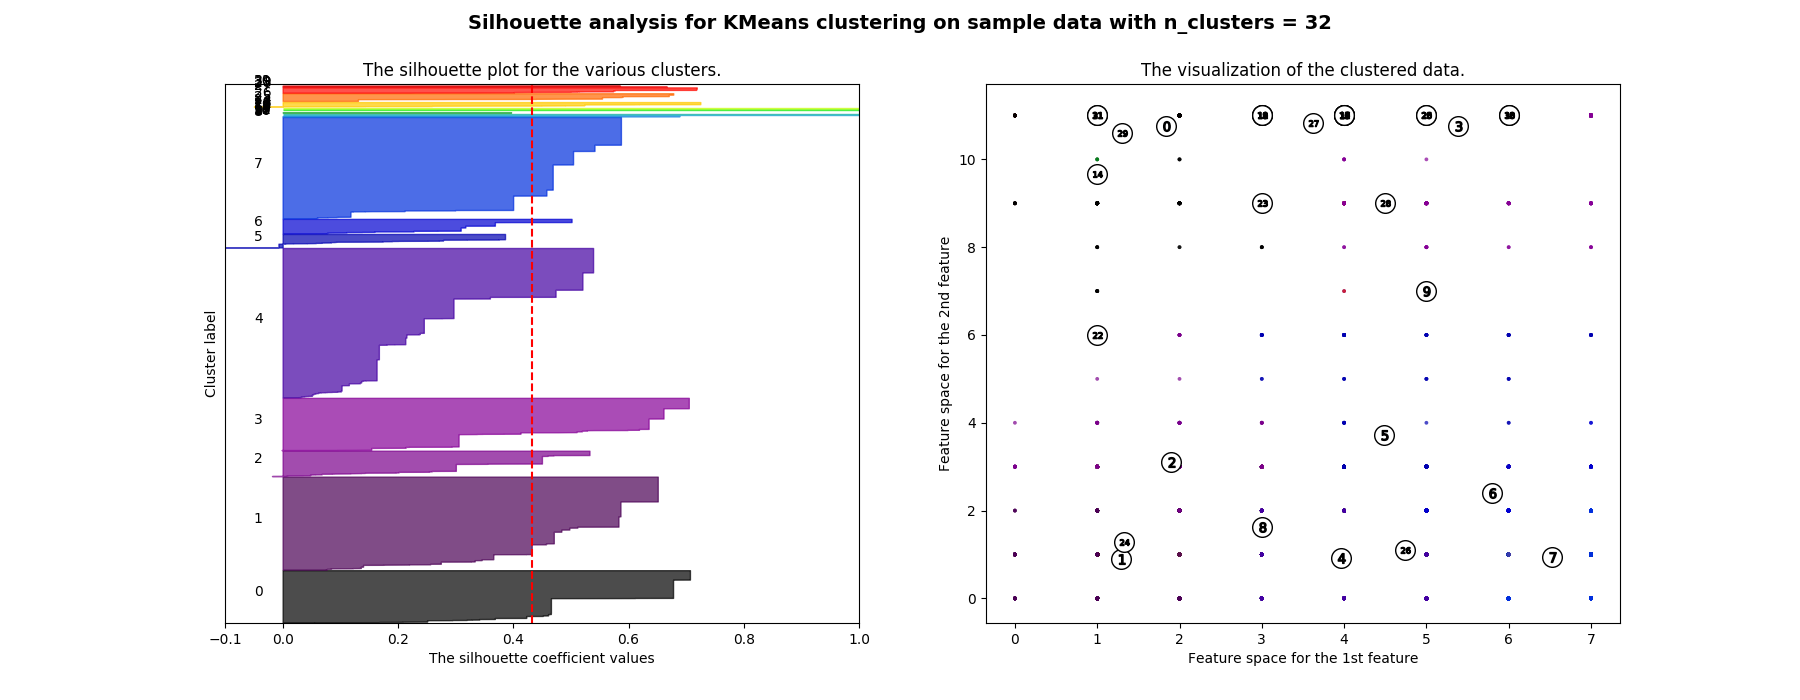 Silhouette analysis for KMeans clustering on sample data with n_clusters = 32
The silhouette plot for the various clusters.
Cluster label
7
6
5
4
3
2
1
0
−0.1 0.0 0.2 0.4 0.6 0.8 1.0
The silhouette coefficient values
The visualization of the clustered data.
Feature space for the 2nd feature
10
8
6
4
2
0
29 0 27 3
14
23 28
9
22
5
2
6
8
24
1 4 26 7
0 1 2 3 4 5 6 7
Feature space for the 1st feature